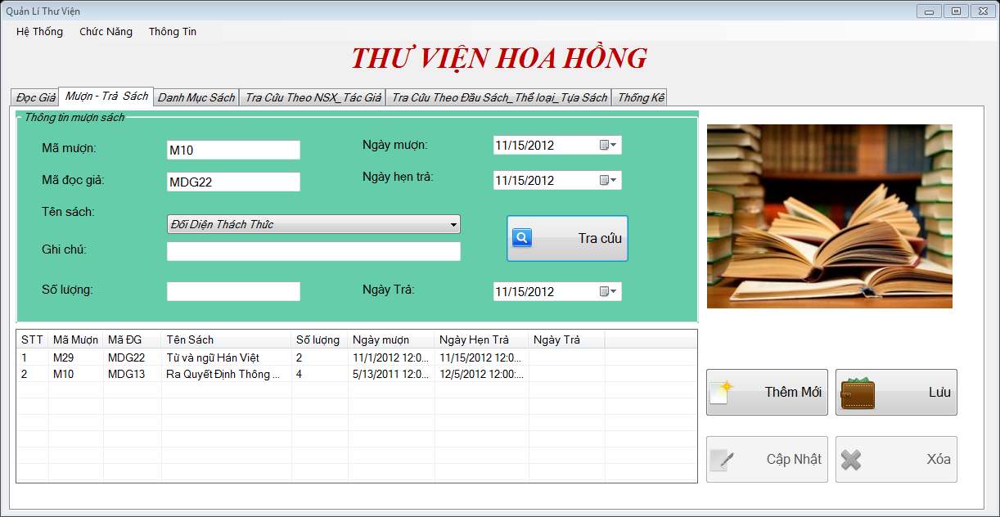 Quản Lí Thư Viện
Hệ Thống Chức Năng Thông Tin
THƯ VIỆN HOA HỒNG
Đọc Giả Mượn - Trả Sách Danh Mục Sách Tra Cứu Theo NSX_Tác Giả Tra Cứu Theo Đầu Sách_Thể loại_Tựa Sách Thống Kê
Thông tin mượn sách
Mã mượn: M10 Ngày mượn: 11/15/2012
Mã đọc giả: MDG22 Ngày hẹn trả: 11/15/2012
Tên sách: Đối Diện Thách Thức
Tra cứu
Ghi chú:
Số lượng: Ngày Trả: 11/15/2012
STT Mã Mượn Mã ĐG Tên Sách Số lượng Ngày mượn Ngày Hẹn Trả Ngày Trả
1 M29 MDG22 Từ và ngữ Hán Việt 2 11/1/2012 12:0... 11/15/2012 12:0...
2 M10 MDG13 Ra Quyết Định Thông ... 4 5/13/2011 12:0... 12/5/2012 12:00:...
Thêm Mới Lưu
Cập Nhật Xóa